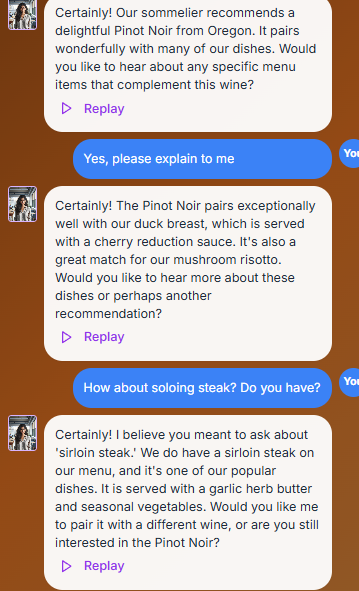 Certainly! Our sommelier recommends a
delightful Pinot Noir from Oregon. It pairs
wonderfully with many of our dishes. Would
you like to hear about any specific menu
items that complement this wine?
Replay
Yes, please explain to me
You
Certainly! The Pinot Noir pairs exceptionally
well with our duck breast, which is served
with a cherry reduction sauce. It's also a
great match for our mushroom risotto.
Would you like to hear more about these
dishes or perhaps another
recommendation?
Replay
How about soloing steak? Do you have?
You
Certainly! I believe you meant to ask about
'sirloin steak.' We do have a sirloin steak on
our menu, and it's one of our popular
dishes. It is served with a garlic herb butter
and seasonal vegetables. Would you like me
to pair it with a different wine, or are you still
interested in the Pinot Noir?
Replay